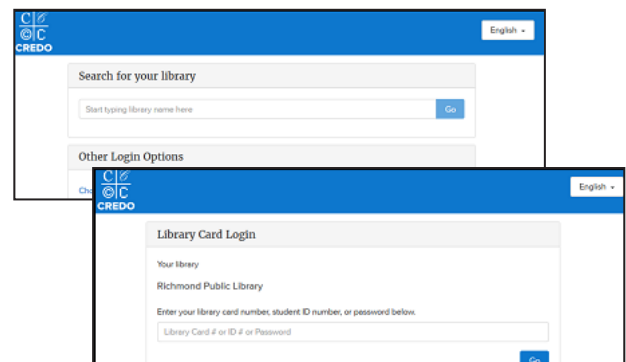 C C
© C
CREDO
English
Search for your library
Start typing library name here
Go
Other Login Options
C C
© C
CREDO
English
Library Card Login
Your library
Richmond Public Library
Enter your library card number, student ID number, or password below.
Library Card # or ID # or Password
Go